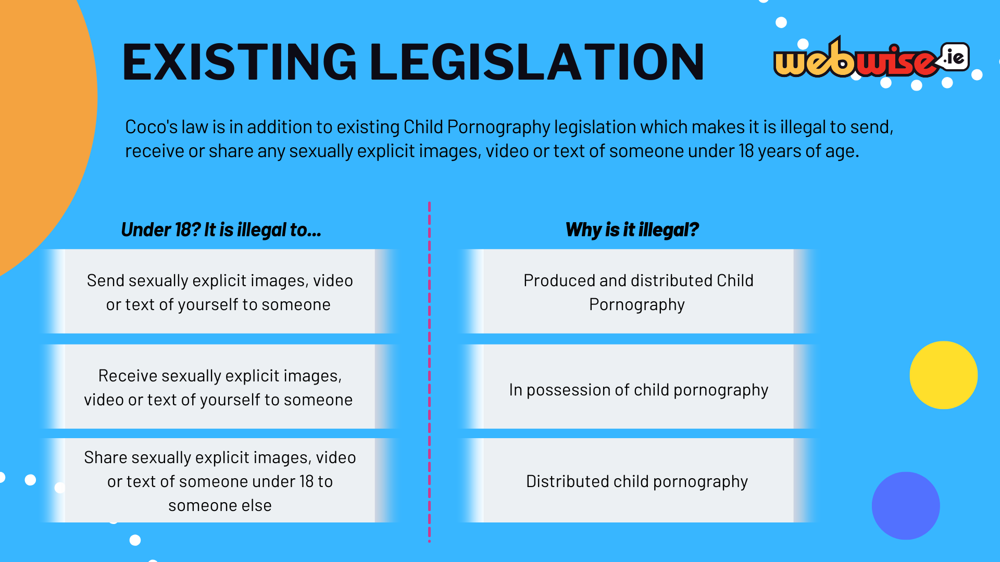 EXISTING LEGISLATION
webwise.ie
Coco's law is in addition to existing Child Pornography legislation which makes it is illegal to send,
receive or share any sexually explicit images, video or text of someone under 18 years of age.
Under 18? It is illegal to...
Why is it illegal?
Send sexually explicit images, video
or text of yourself to someone
Produced and distributed Child
Pornography
Receive sexually explicit images,
video or text of yourself to someone
In possession of child pornography
Share sexually explicit images, video
or text of someone under 18 to
someone else
Distributed child pornography